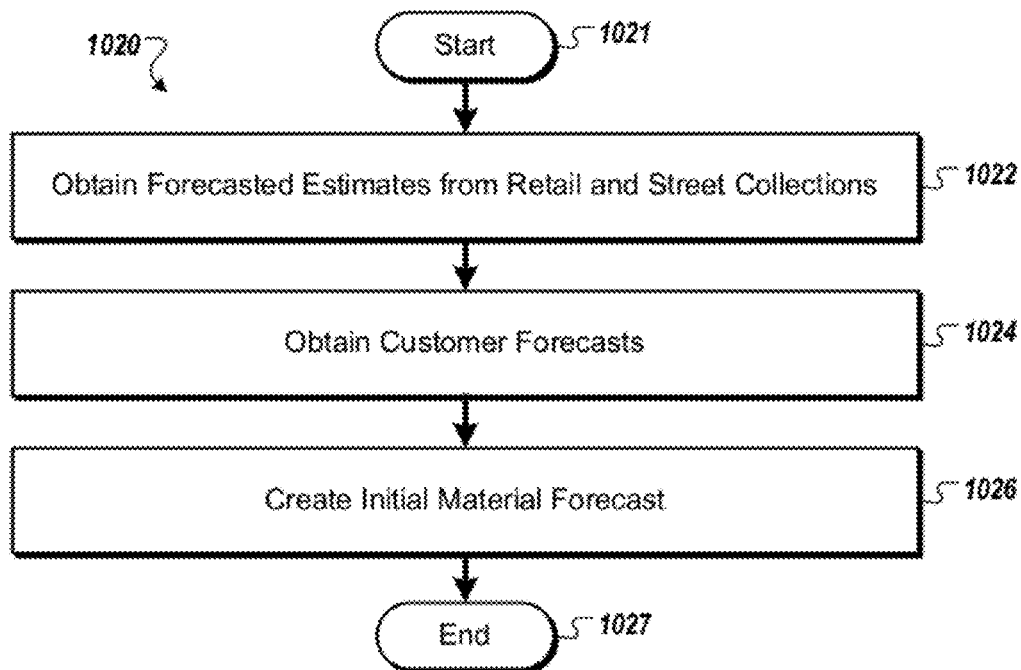 1020
Start
1021
Obtain Forecasted Estimates from Retail and Street Collections
1022
Obtain Customer Forecasts
1024
Create Initial Material Forecast
1026
End
1027